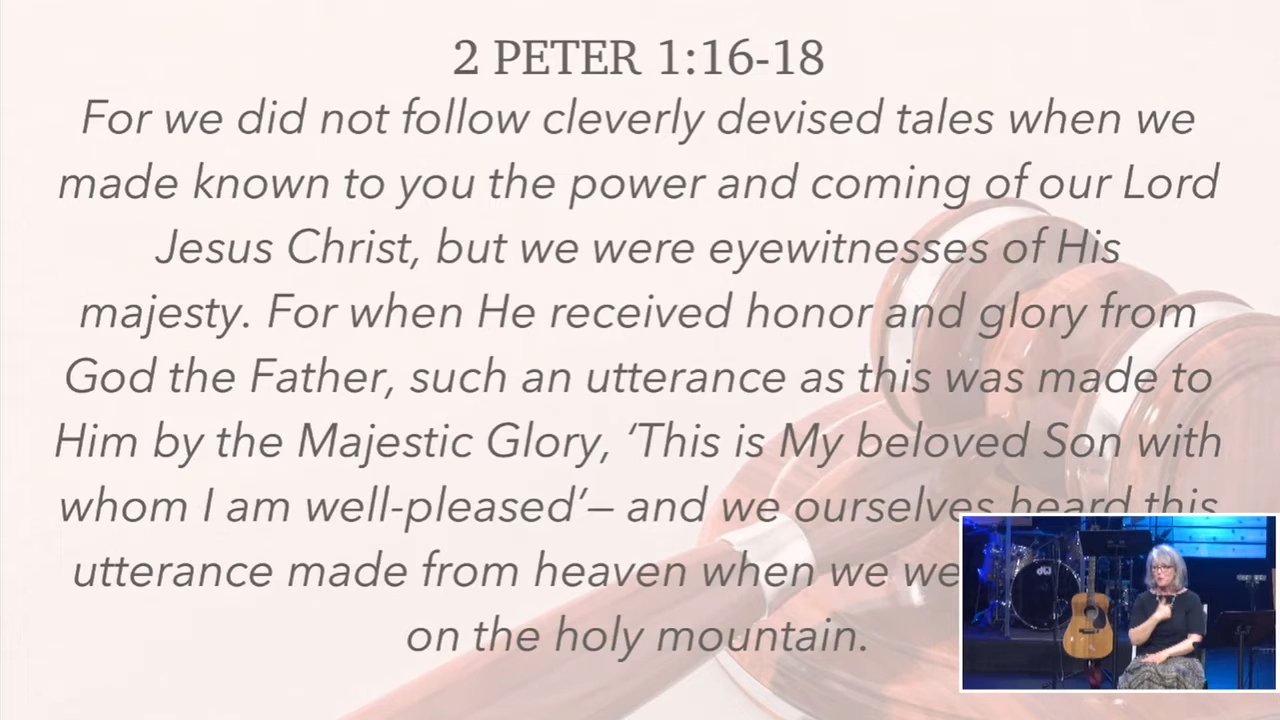 2 PETER 1:16-18
For we did not follow cleverly devised tales when we
made known to you the power and coming of our Lord
Jesus Christ, but we were eyewitnesses of His
majesty. For when He received honor and glory from
God the Father, such an utterance as this was made to
Him by the Majestic Glory, ‘This is My beloved Son with
whom I am well-pleased’— and we ourselves heard this
utterance made from heaven when we
on the holy mountain.